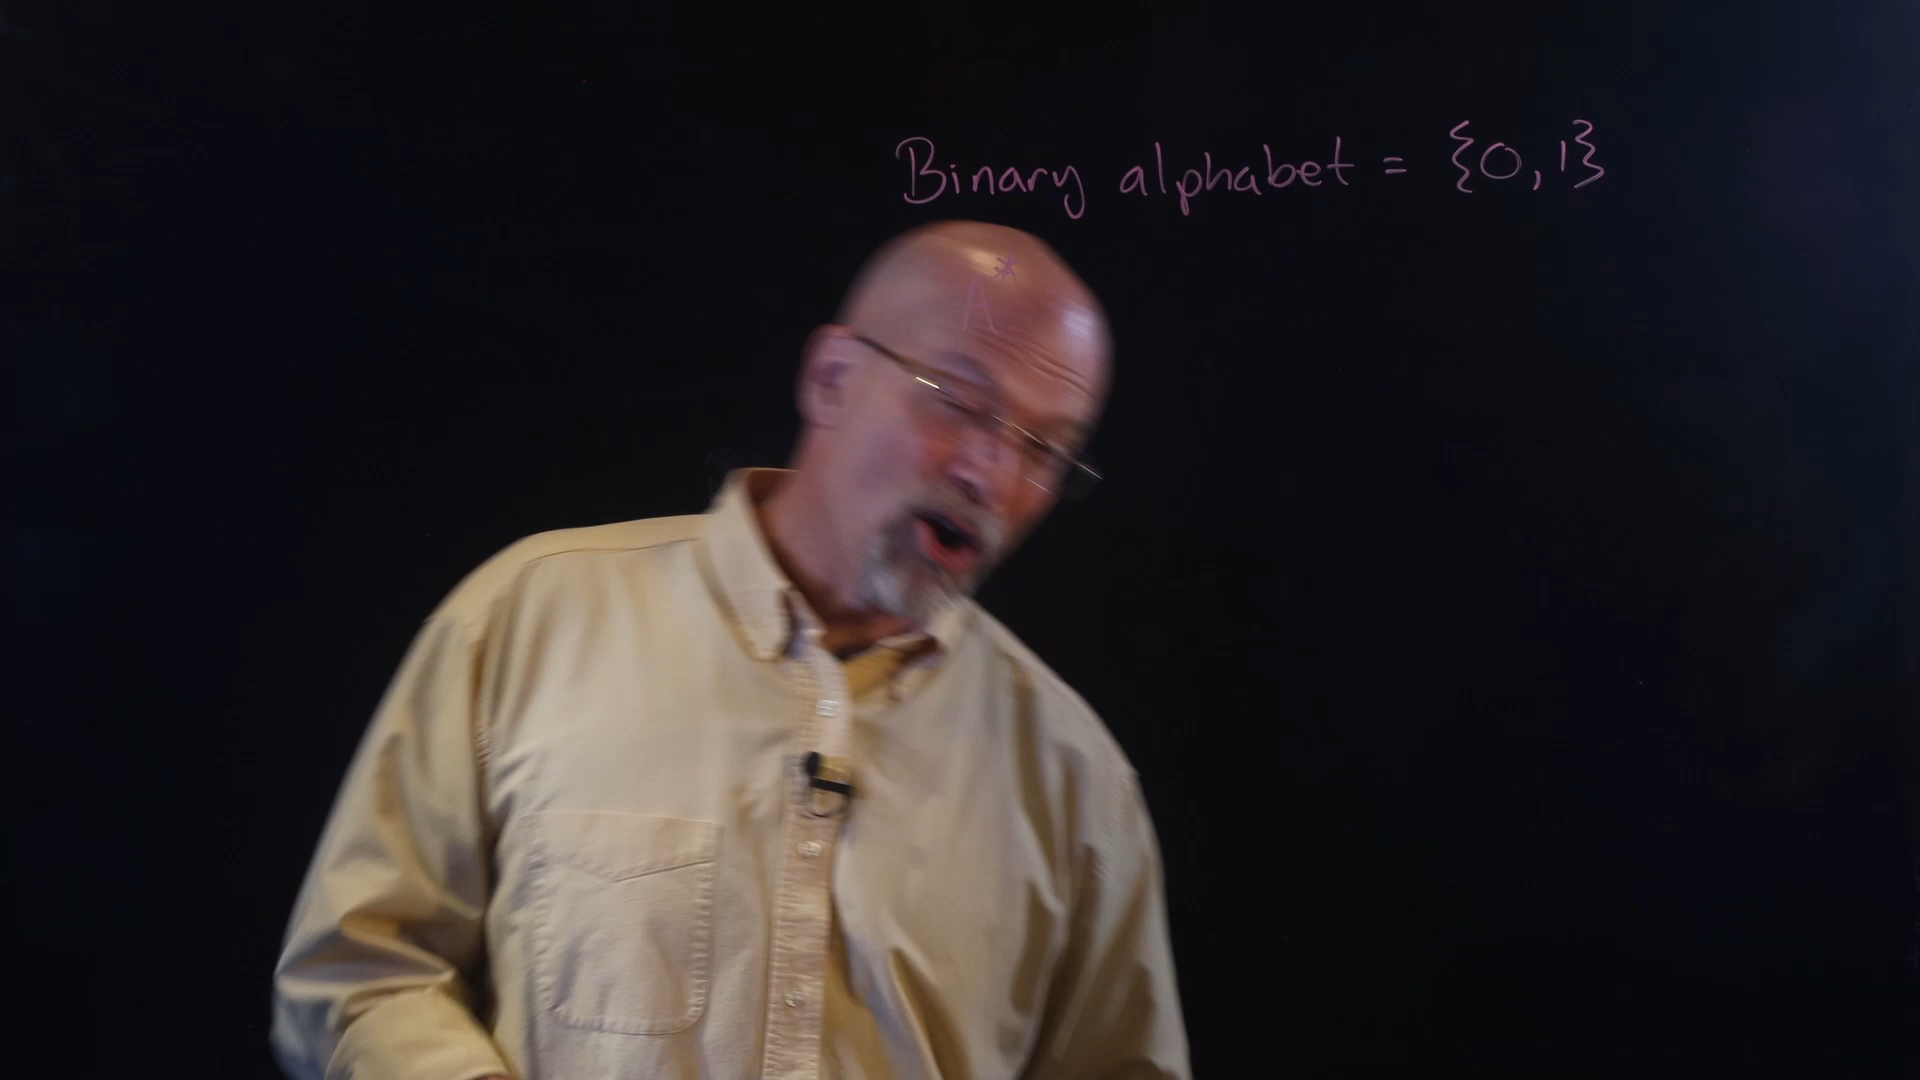 Binary alphabet = {0,1}
A*